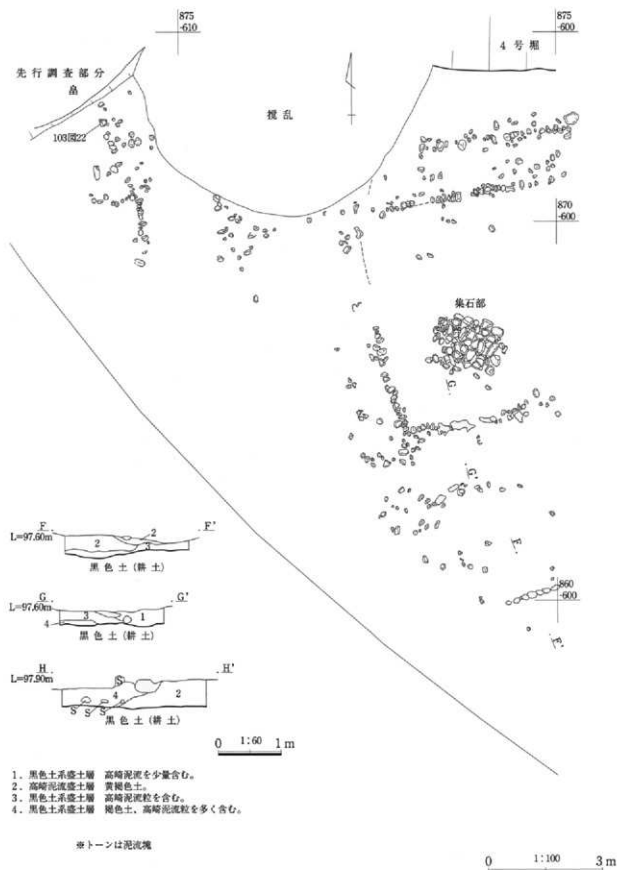 875
-610
875
-600
4号堀
先行調査部分
畠
103図22
撹乱
870
-600
集石部
G
G'
F
860
-600
F'
F F'
L=97.60m
2
2
3
黒色土(耕土)
G G'
L=97.60m
3
1
4
黒色土(耕土)
H H'
L=97.90m
S
4
2
S S S
黒色土(耕土)
0 1:60 1m
1. 黒色土系盛土層 高崎泥流を少量含む。
2. 高崎泥流盛土層 黄褐色土。
3. 黒色土系盛土層 高崎泥流粒を含む。
4. 黒色土系盛土層 褐色土、高崎泥流粒を多く含む。
※トーンは泥流塊
0 1:100 3m